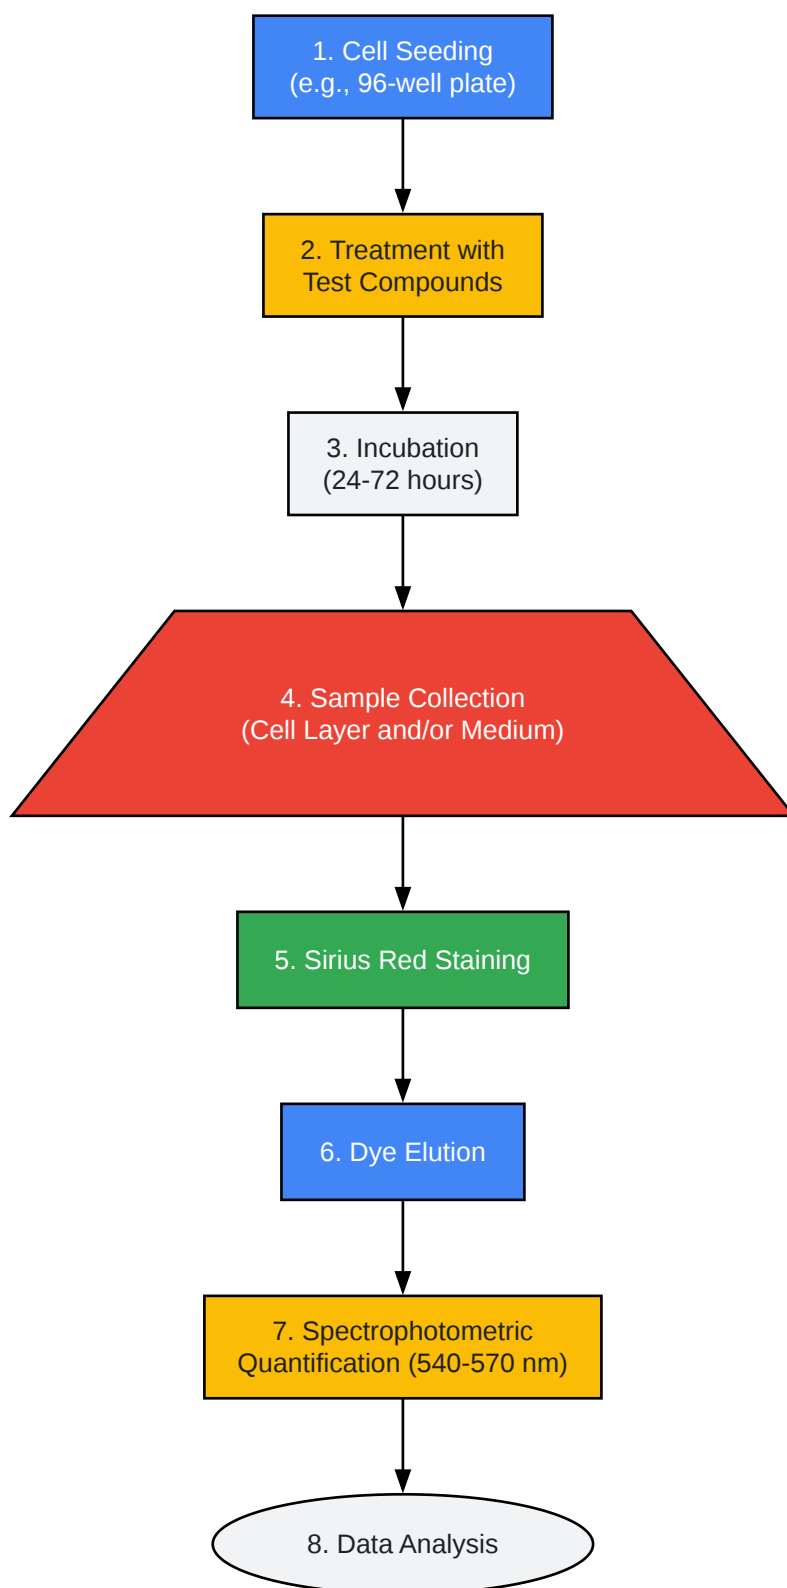 1. Cell Seeding
(e.g., 96-well plate)
2. Treatment with
Test Compounds
3. Incubation
(24-72 hours)
4. Sample Collection
(Cell Layer and/or Medium)
5. Sirius Red Staining
6. Dye Elution
7. Spectrophotometric
Quantification (540-570 nm)
8. Data Analysis